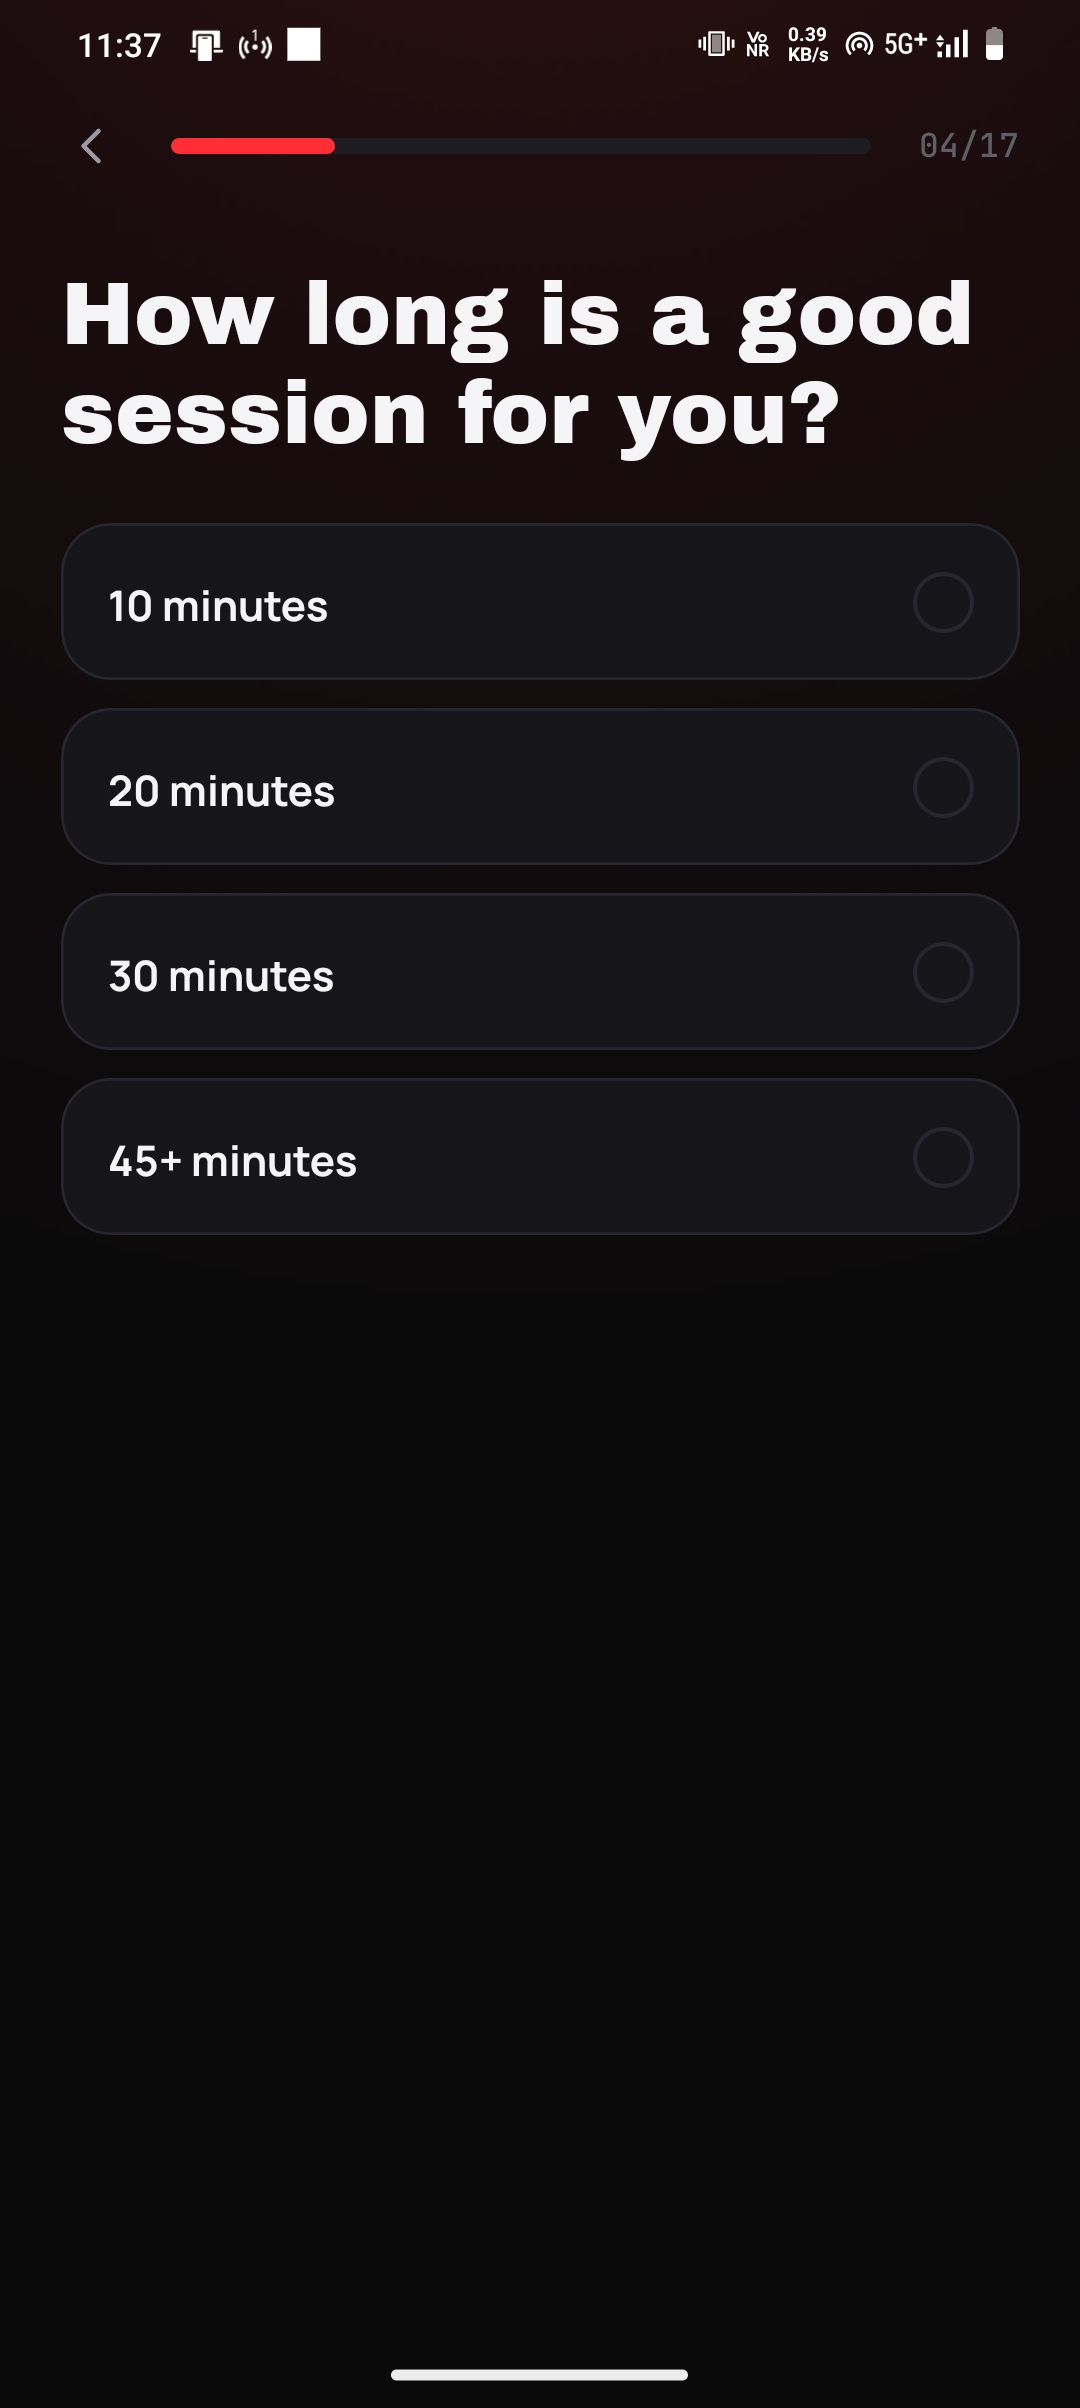 11:37
1
Vo
NR
0.39
KB/s
5G+
04/17
How long is a good
session for you?
10 minutes
20 minutes
30 minutes
45+ minutes